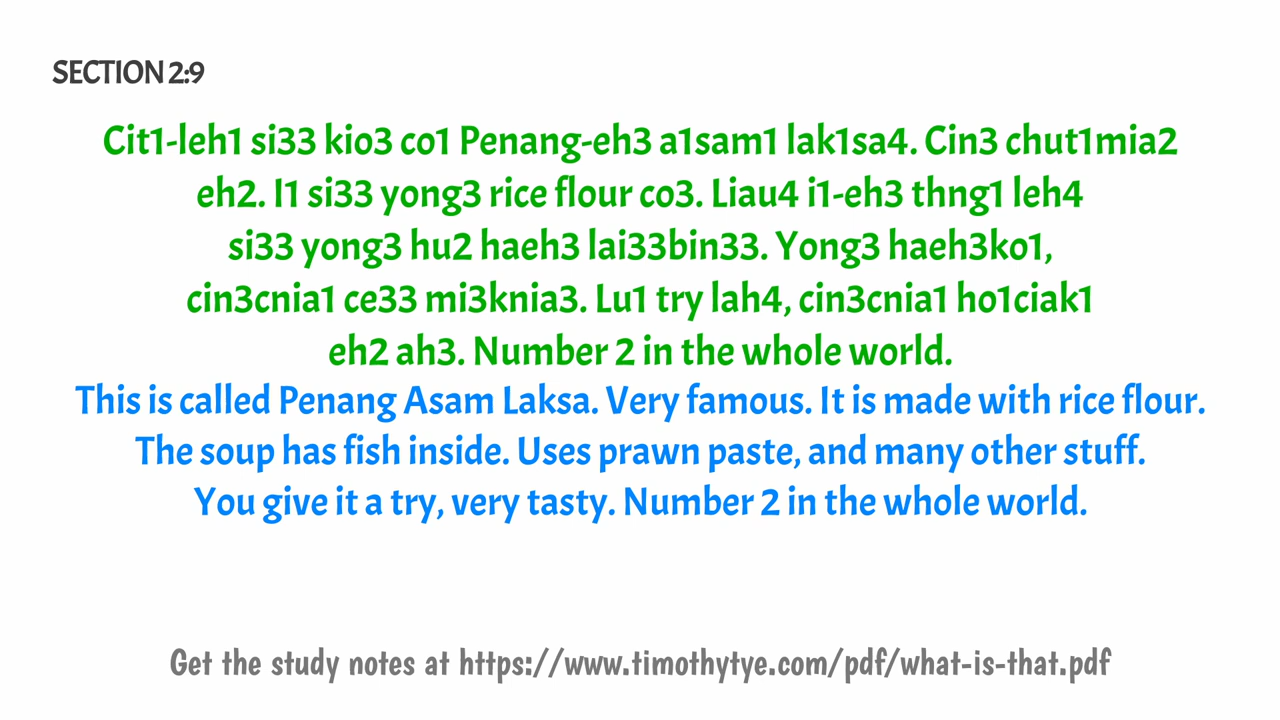 SECTION 2:9
Cit1-leh1 si33 kio3 co1 Penang-eh3 a1sam1 lak1sa4. Cin3 chut1mia2
eh2. I1 si33 yong3 rice flour co3. Liau4 i1-eh3 thng1 leh4
si33 yong3 hu2 haeh3 lai33bin33. Yong3 haeh3ko1,
cin3cnia1 ce33 mi3knia3. Lu1 try lah4, cin3cnia1 ho1ciak1
eh2 ah3. Number 2 in the whole world.
This is called Penang Asam Laksa. Very famous. It is made with rice flour.
The soup has fish inside. Uses prawn paste, and many other stuff.
You give it a try, very tasty. Number 2 in the whole world.
Get the study notes at https://www.timothytye.com/pdf/what-is-that.pdf